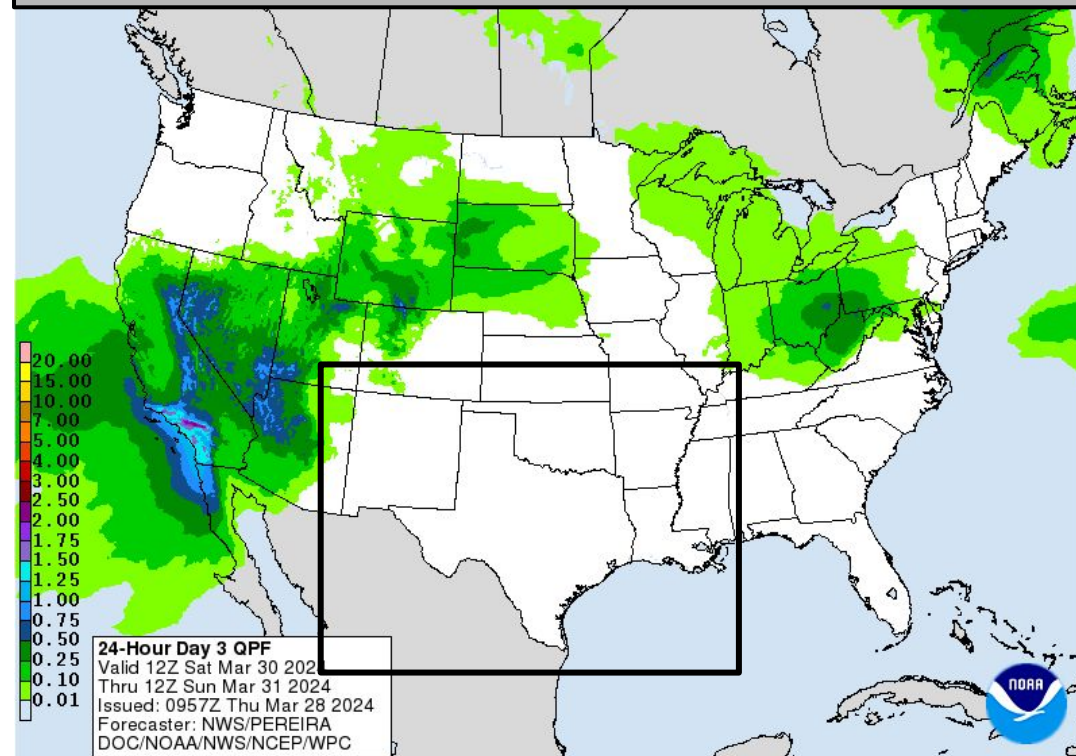 20.00
15.00
10.00
7.00
5.00
4.00
3.00
2.50
2.00
1.75
1.50
1.25
1.00
0.75
0.50
0.25
0.10
0.01
24-Hour Day 3 QPF
Valid 12Z Sat Mar 30 202
Thru 12Z Sun Mar 31 2024
Issued: 0957Z Thu Mar 28 2024
Forecaster: NWS/PEREIRA
DOC/NOAA/NWS/NCEP/WPC
NOAA